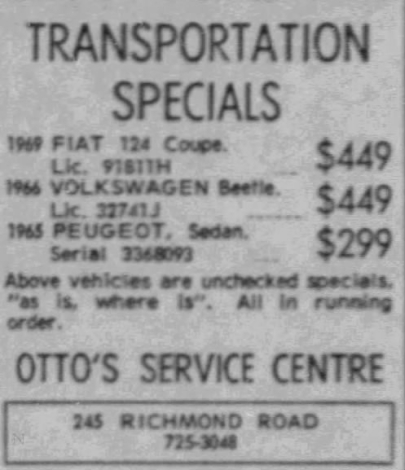 TRANSPORTATION
SPECIALS
1969 FIAT 124 Coupe.
Lic. 91811H ..... $449
1966 VOLKSWAGEN Beetle.
Lic. 32741J ........ $449
1965 PEUGEOT, Sedan.
Serial 3368093 ..... $299
Above vehicles are unchecked specials,
"as is, where is". All in running
order.
OTTO'S SERVICE CENTRE
245 RICHMOND ROAD
725-3048